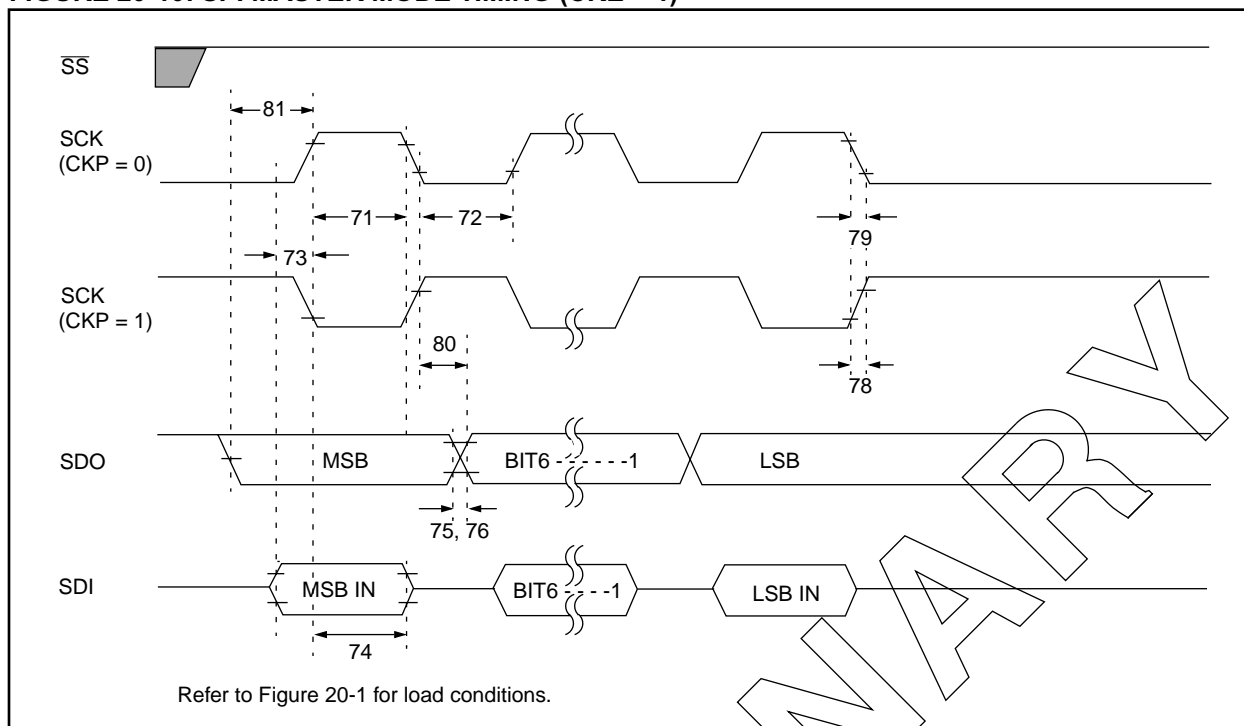 SS
81
SCK
(CKP = 0)
71
72
79
73
SCK
(CKP = 1)
80
78
SDO
MSB
BIT6 - - - - - -1
LSB
75, 76
SDI
MSB IN
BIT6 - - - -1
LSB IN
74
Refer to Figure 20-1 for load conditions.
NARY